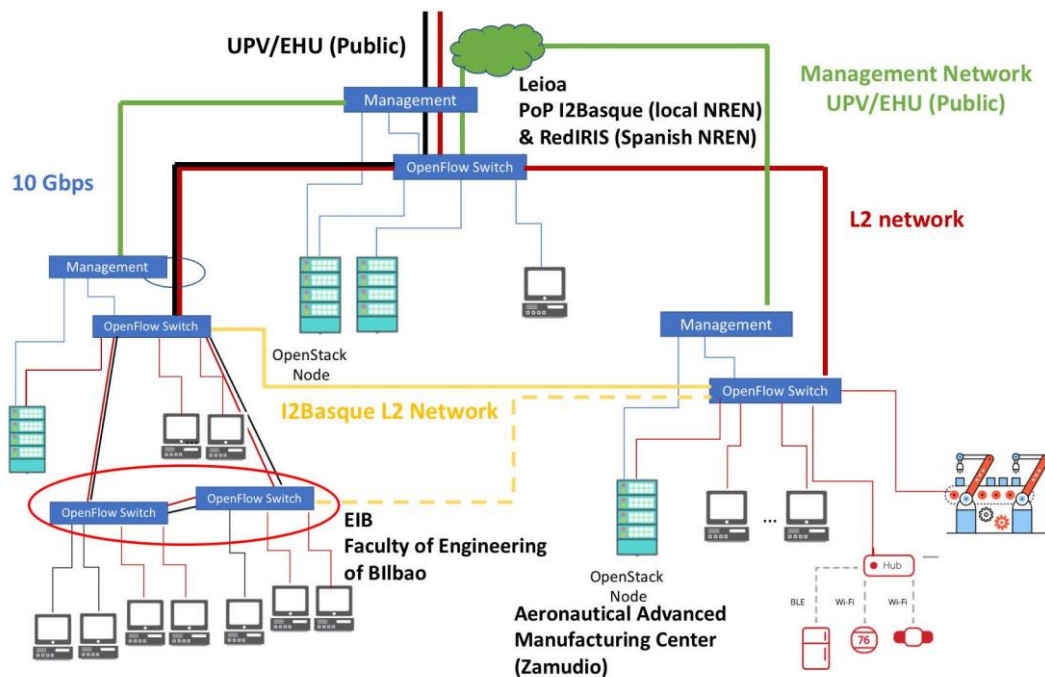 UPV/EHU (Public)
Management
Leioa
PoP I2Basque (local NREN)
& RedIRIS (Spanish NREN)
Management Network
UPV/EHU (Public)
OpenFlow Switch
10 Gbps
L2 network
Management
OpenFlow Switch
Management
OpenStack
Node
OpenFlow Switch
I2Basque L2 Network
...
OpenFlow Switch
OpenFlow Switch
EIB
Faculty of Engineering
of BIlbao
...
Hub
OpenStack
Node
BLE
Wi-Fi
Wi-Fi
76
Aeronautical Advanced
Manufacturing Center
(Zamudio)